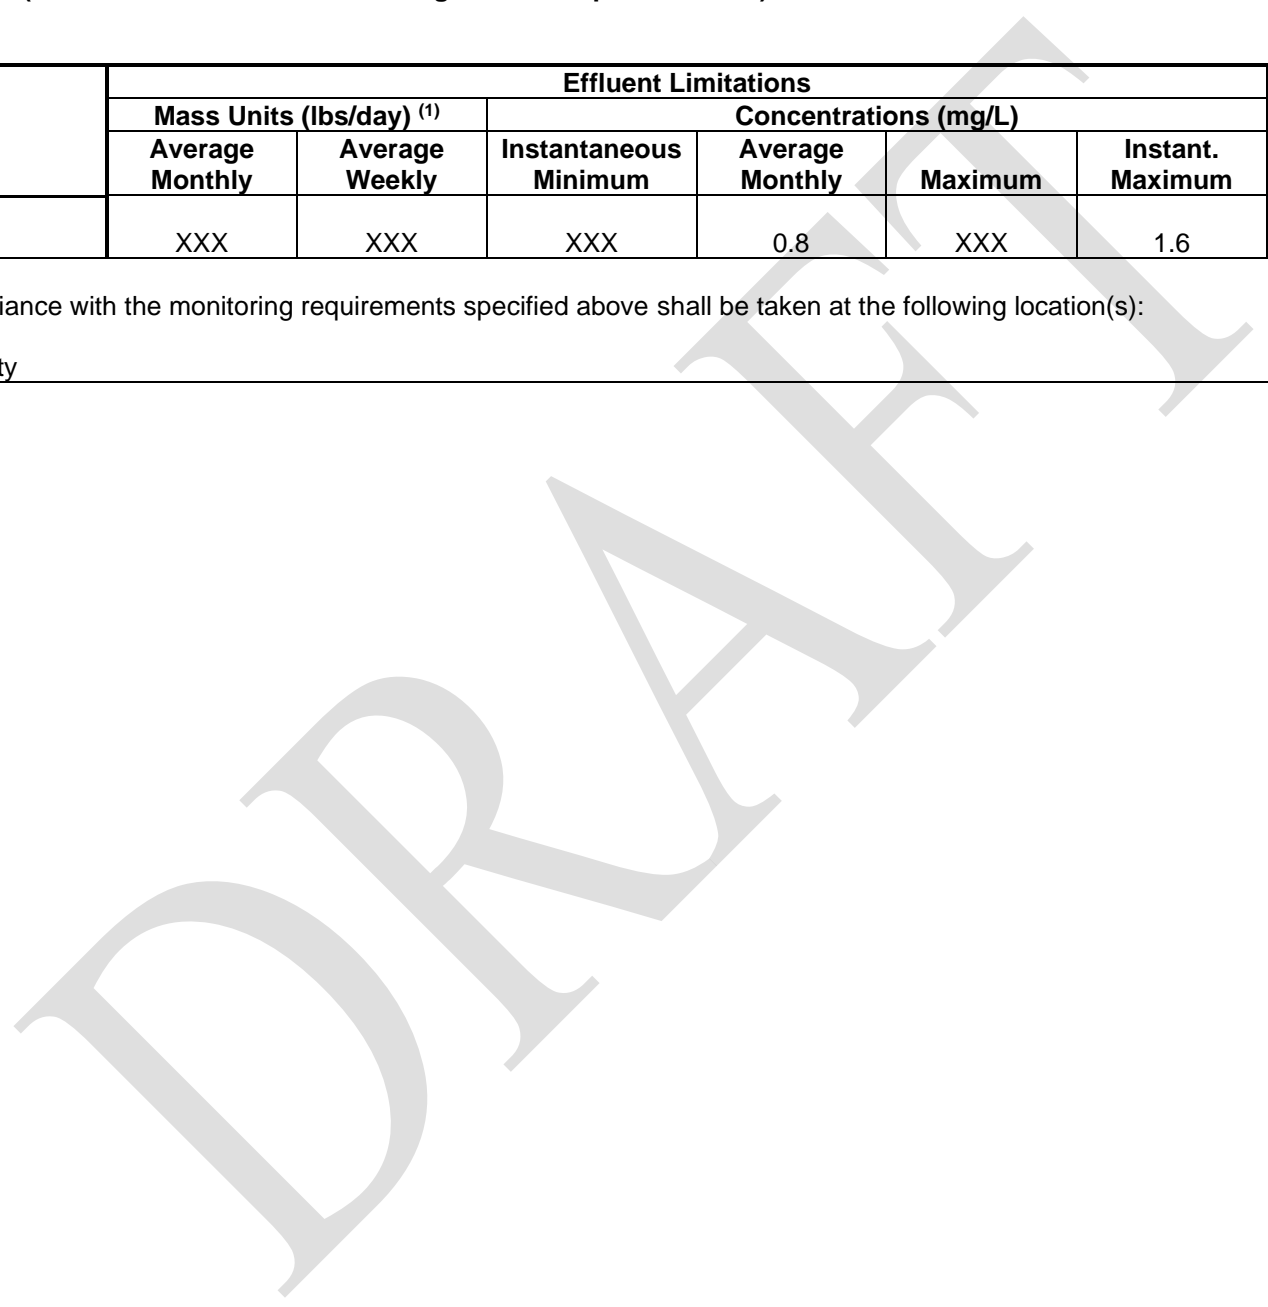 Effluent Limitations
Mass Units (lbs/day) (1) Concentrations (mg/L)
Average Monthly Average Weekly Instantaneous Minimum Average Monthly Maximum Instant. Maximum
XXX XXX XXX 0.8 XXX 1.6
iance with the monitoring requirements specified above shall be taken at the following location(s):
ty
DRAFT